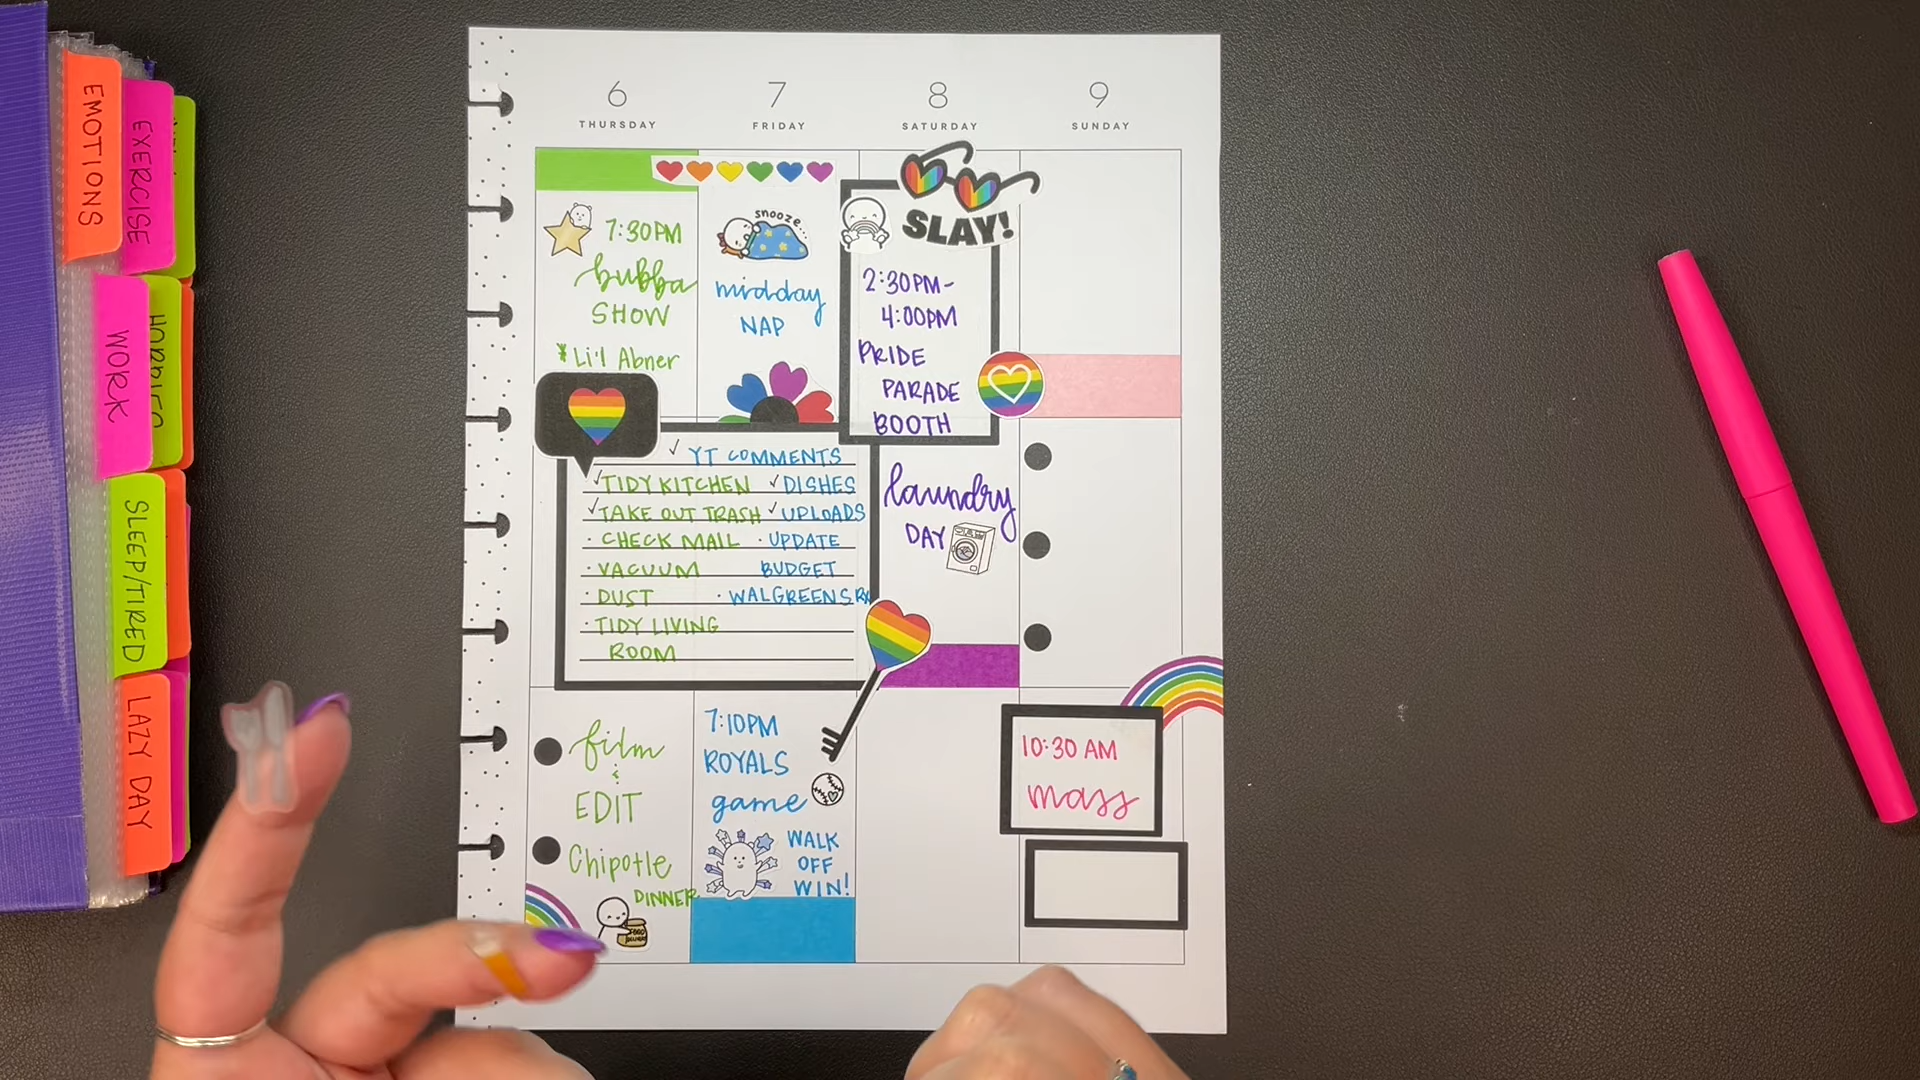 EMOTIONS
EXERCISE
WORK
HOBBIES
SLEEP/TIRED
LAZY DAY
6
THURSDAY
7
FRIDAY
8
SATURDAY
9
SUNDAY
7:30PM
bubba
SHOW
*Li'l Abner
snooze...
midday
NAP
SLAY!
2:30PM-
4:00PM
PRIDE
PARADE
BOOTH
✓ YT COMMENTS
✓TIDY KITCHEN ✓DISHES
✓TAKE OUT TRASH ✓UPLOADS
· CHECK MAIL · UPDATE
· VACUUM BUDGET
· DUST · WALGREENS RX
· TIDY LIVING
ROOM
laundry
DAY
film
&
EDIT
Chipotle
DINNER
7:10PM
ROYALS
game
WALK
OFF
WIN!
10:30 AM
mass